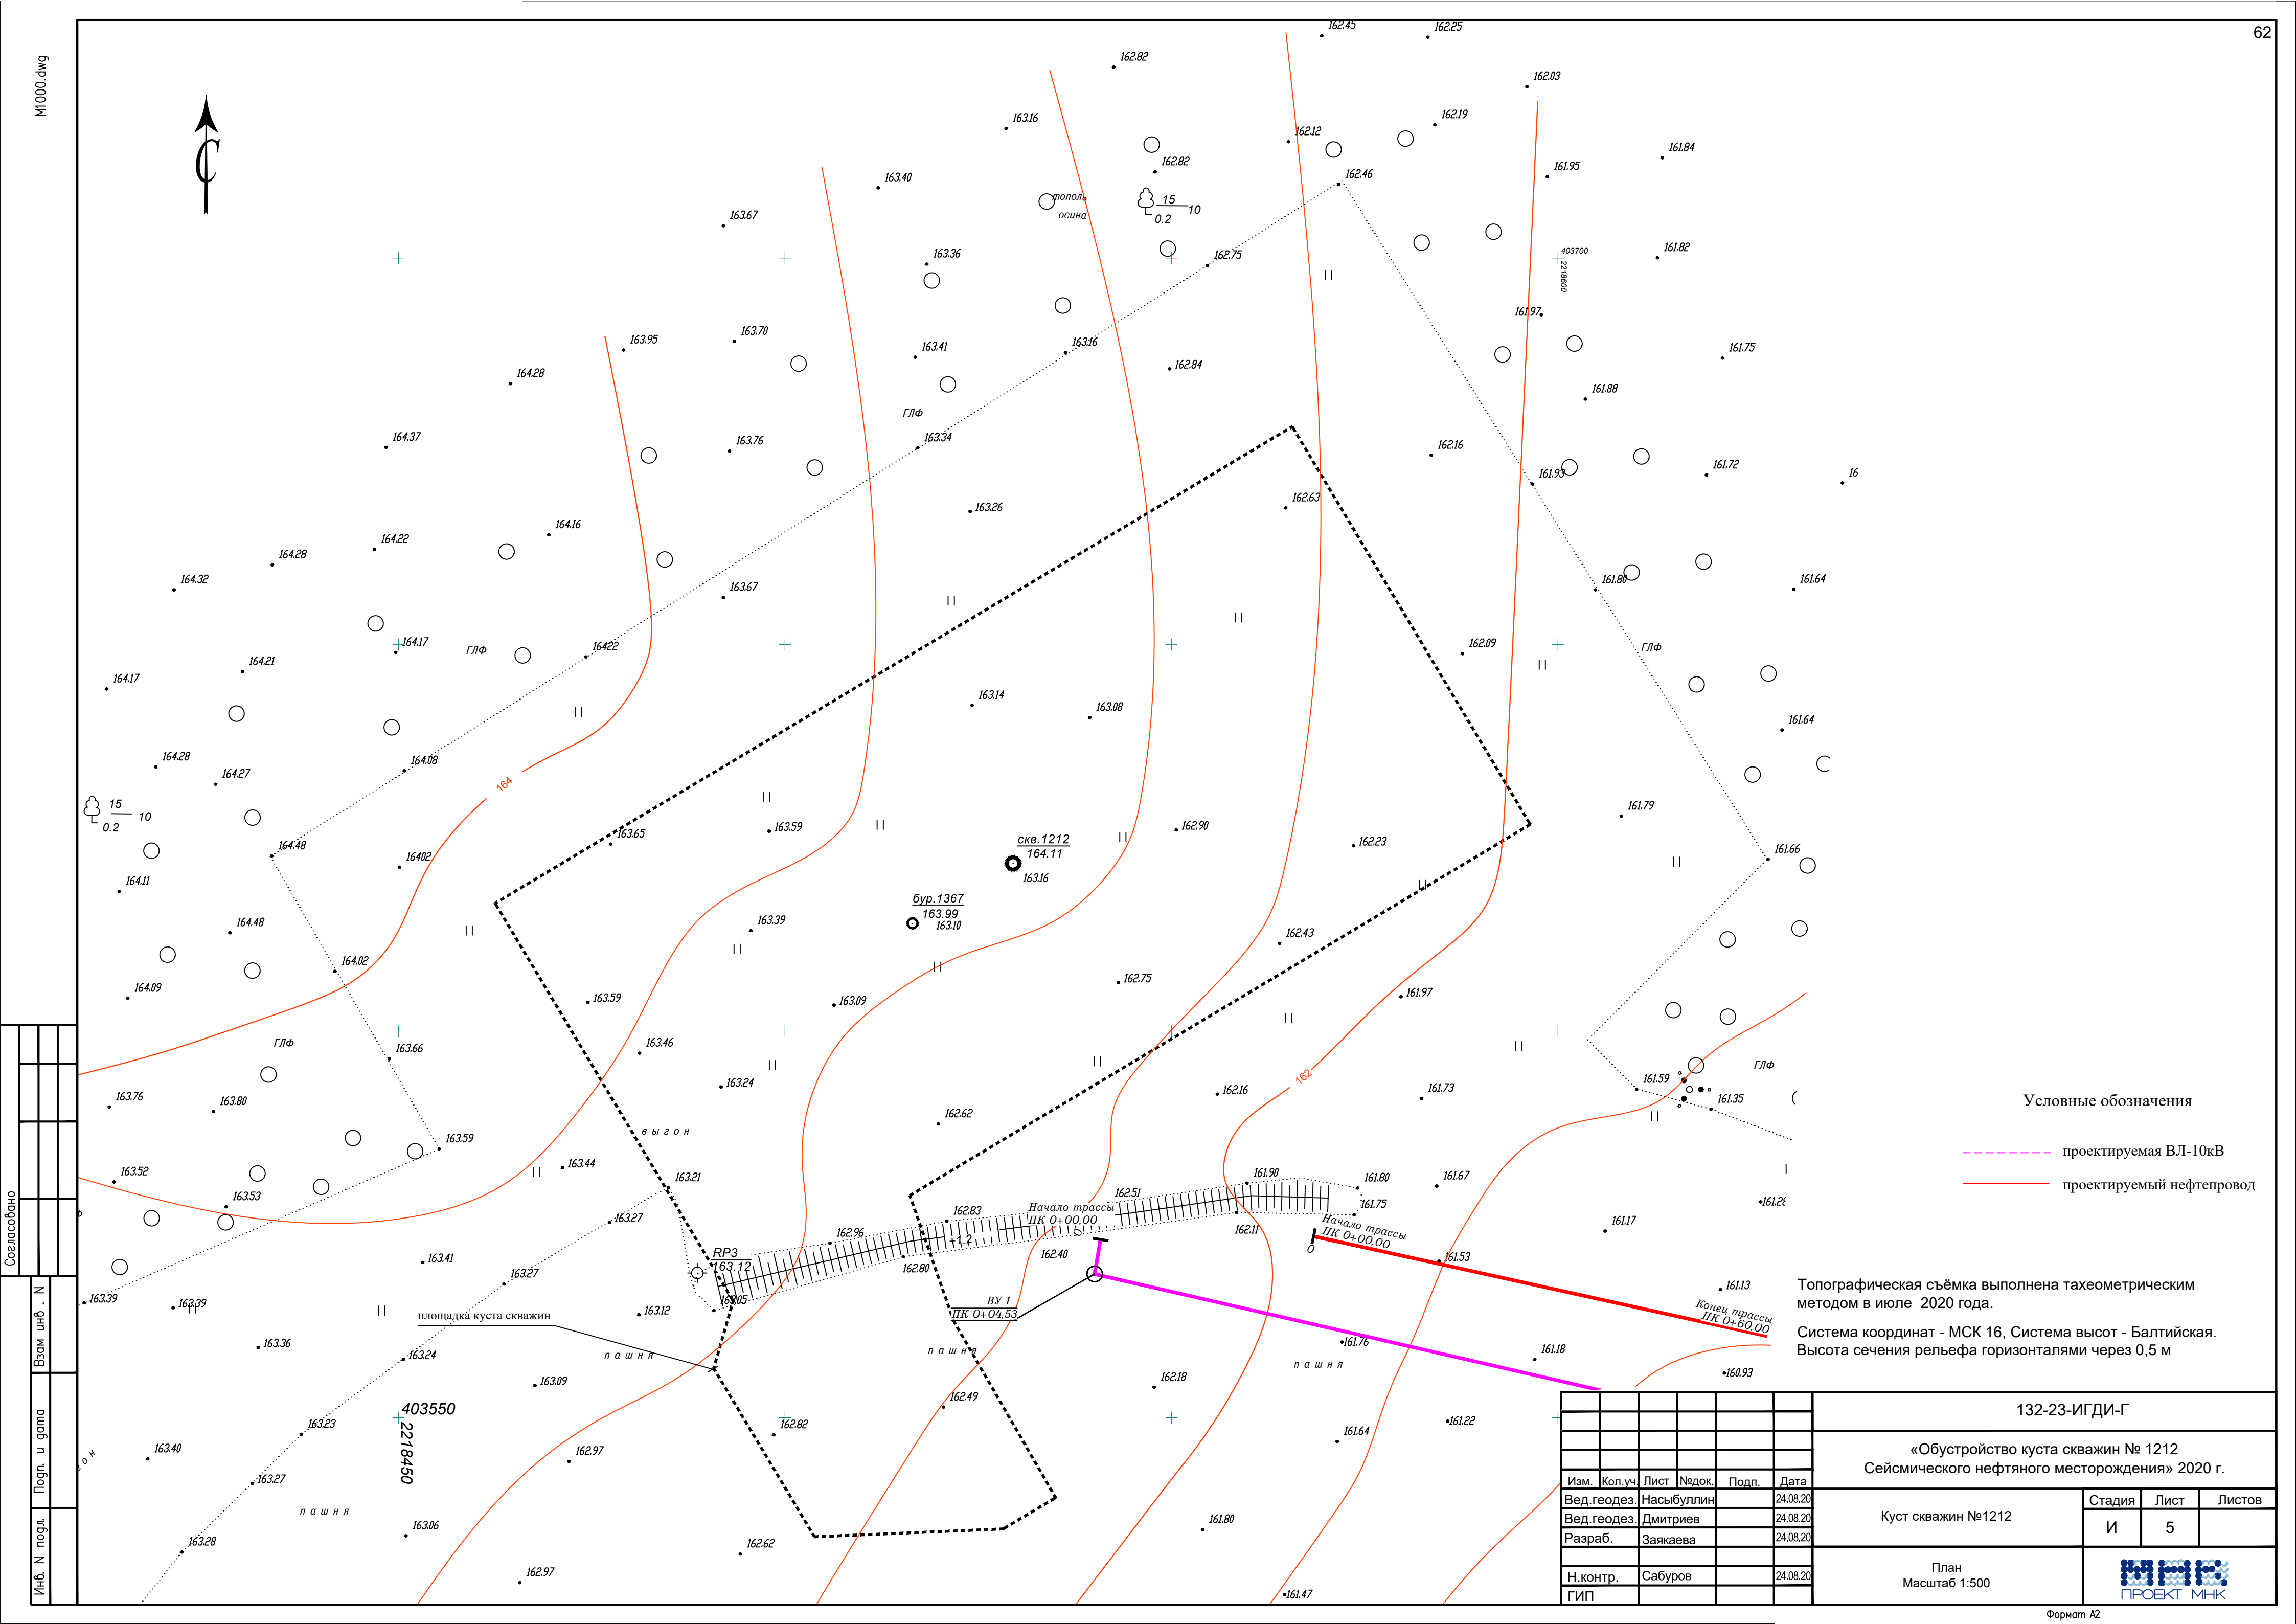 62
М1000.dwg
С
162.45
162.25
162.82
162.03
163.16
162.19
162.12
161.84
162.82
161.95
163.40
162.46
тополь
осина
15
0.2
10
163.67
163.36
162.75
403700
2218600
161.82
161.97
163.95
163.70
163.41
163.16
162.84
161.75
164.28
161.88
ГЛФ
164.37
163.76
163.34
162.16
161.93
161.72
16
163.26
162.63
164.16
164.22
164.28
164.32
163.67
161.80
161.64
164.17
ГЛФ
16422
162.09
ГЛФ
164.21
164.17
163.14
163.08
161.64
164.28
164.08
164.27
164
15
0.2
10
161.79
163.65
163.59
162.90
скв.1212
164.11
163.16
162.23
164.48
16402
161.66
164.11
бур.1367
163.99
163.10
164.48
163.39
162.43
164.02
162.75
164.09
163.59
163.09
161.97
ГЛФ
163.66
163.46
ГЛФ
163.24
162
161.59
162.16
161.73
161.35
163.76
163.80
162.62
Условные обозначения
выгон
163.59
проектируемая ВЛ-10кВ
163.52
163.44
163.21
161.90
161.80
161.67
проектируемый нефтепровод
163.53
162.51
161.75
161.26
Начало трассы
ПК 0+00,00
163.27
162.83
162.11
161.17
Начало трассы
ПК 0+00,00
0
0
162.96
-1.2
RP3
163.12
162.80
162.40
161.53
163.41
163.27
161.13
Топографическая съёмка выполнена тахеометрическим
методом в июле 2020 года.
163.39
163.39
163.05
163.12
ВУ 1
ПК 0+04,53
Конец трассы
ПК 0+60,00
площадка куста скважин
Система координат - МСК 16, Система высот - Балтийская.
Высота сечения рельефа горизонталями через 0,5 м
163.36
163.24
пашня
пашня
161.76
пашня
161.18
163.09
162.18
160.93
403550
2218450
163.23
162.82
162.49
161.22
161.64
163.40
162.97
163.27
пашня
163.06
161.80
163.28
162.62
162.97
161.47
132-23-ИГДИ-Г
«Обустройство куста скважин № 1212
Сейсмического нефтяного месторождения» 2020 г.
Изм. Кол.уч Лист №док. Подп. Дата
Вед.геодез. Насыбуллин 24.08.20
Вед.геодез. Дмитриев 24.08.20
Разраб. Заякаева 24.08.20
Н.контр. Сабуров 24.08.20
ГИП
Куст скважин №1212
Стадия Лист Листов
И 5
План
Масштаб 1:500
ПРОЕКТ МНК
Формат А2
Согласовано
Взам инв. N
Подп. и дата
Инв. N подл.